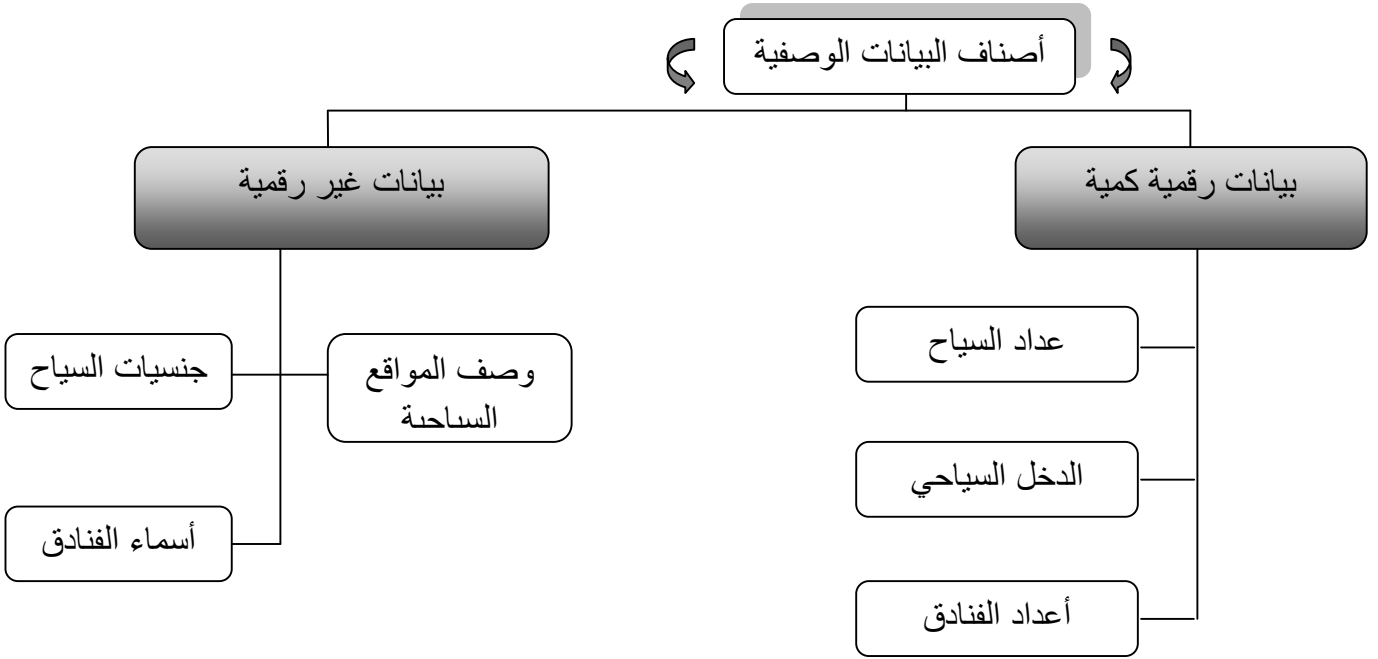 أصناف البيانات الوصفية
بيانات رقمية كمية
بيانات غير رقمية
عداد السياح
الدخل السياحي
أعداد الفنادق
وصف المواقع
السياحية
جنسيات السياح
أسماء الفنادق